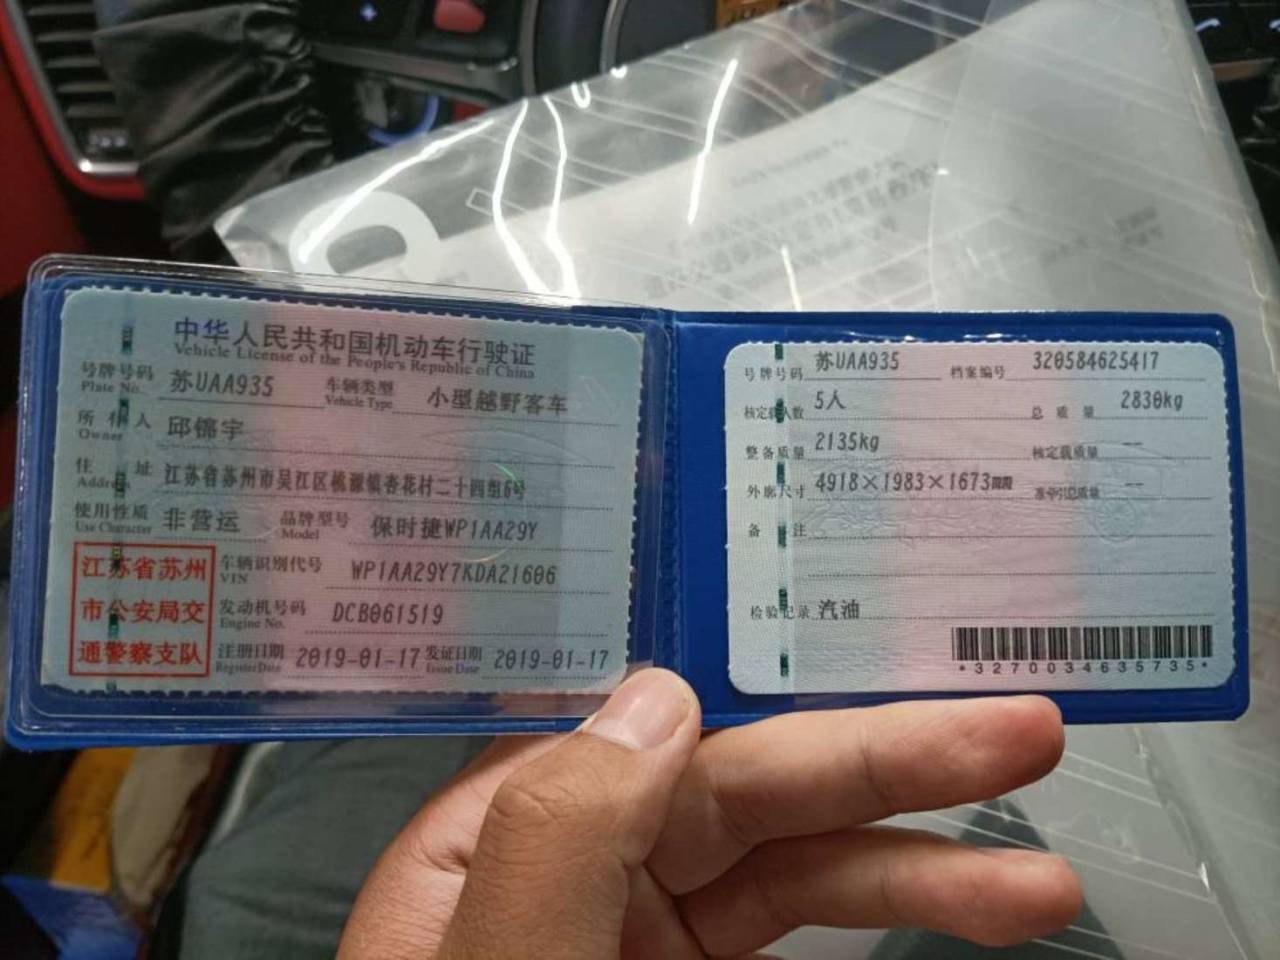 中华人民共和国机动车行驶证
Vehicle License of the People's Republic of China
号牌号码 苏UAA935 车辆类型 小型越野客车
Plate No. Vehicle Type
所有人 邱锦宇
Owner
住址 江苏省苏州市吴江区桃源镇杏花村二十四组6号
Address
使用性质 非营运 品牌型号 保时捷WP1AA29Y
Use Character Model
江苏省苏州
市公安局交
通警察支队
车辆识别代号 WP1AA29Y7KDA21606
VIN
发动机号码 DCB061519
Engine No.
注册日期 2019-01-17 发证日期 2019-01-17
Register Date Issue Date
号牌号码 苏UAA935 档案编号 320584625417
核定载人数 5人 总质量 2830kg
整备质量 2135kg 核定载质量 --
外廓尺寸 4918×1983×1673mm 准牵引总质量 --
备注
检验记录 汽油
*3270034635735*